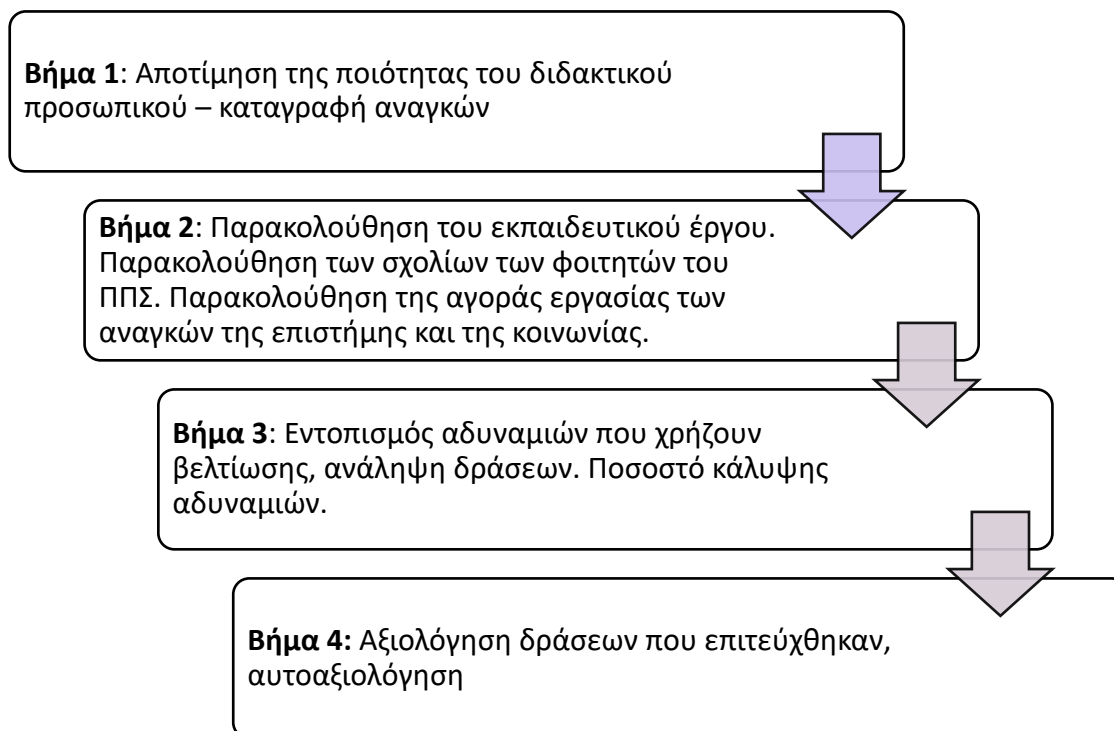 Βήμα 1: Αποτίμηση της ποιότητας του διδακτικού
προσωπικού – καταγραφή αναγκών
Βήμα 2: Παρακολούθηση του εκπαιδευτικού έργου.
Παρακολούθηση των σχολίων των φοιτητών του
ΠΠΣ. Παρακολούθηση της αγοράς εργασίας των
αναγκών της επιστήμης και της κοινωνίας.
Βήμα 3: Εντοπισμός αδυναμιών που χρήζουν
βελτίωσης, ανάληψη δράσεων. Ποσοστό κάλυψης
αδυναμιών.
Βήμα 4: Αξιολόγηση δράσεων που επιτεύχθηκαν,
αυτοαξιολόγηση